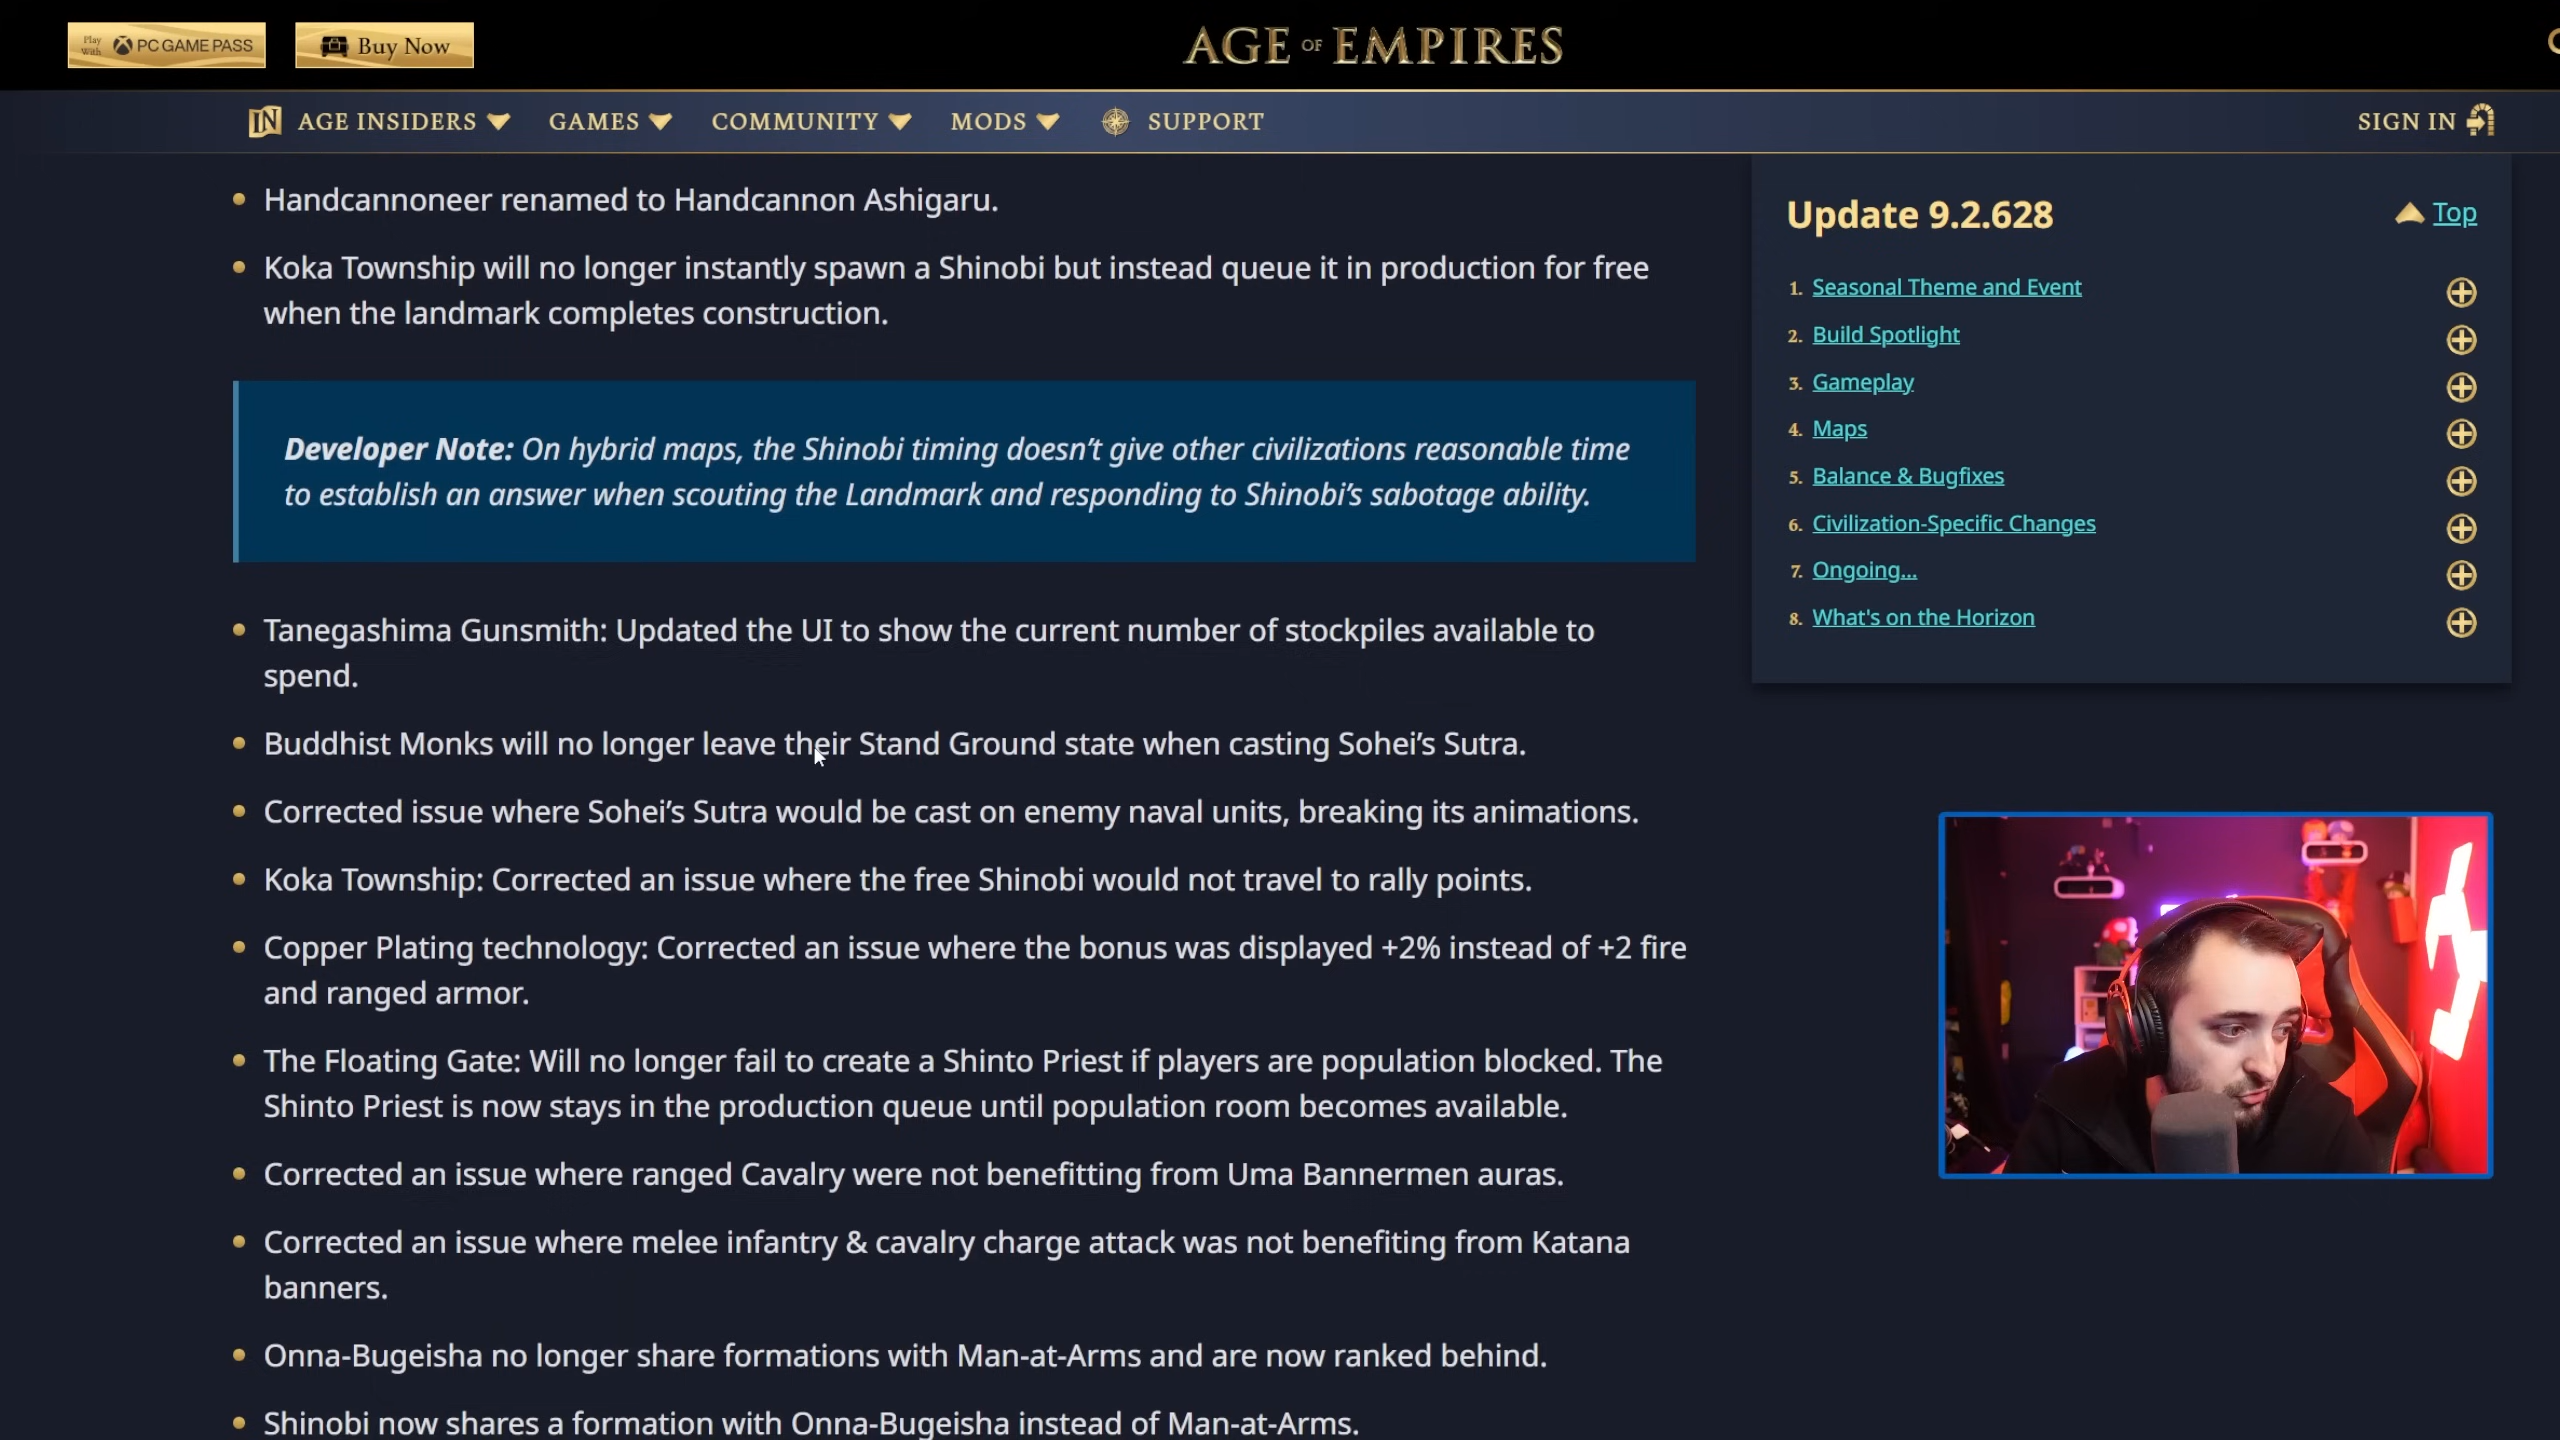 Play With PC GAME PASS
Buy Now
AGE OF EMPIRES
IN AGE INSIDERS
GAMES
COMMUNITY
MODS
SUPPORT
SIGN IN
• Handcannoneer renamed to Handcannon Ashigaru.
• Koka Township will no longer instantly spawn a Shinobi but instead queue it in production for free
when the landmark completes construction.
Developer Note: On hybrid maps, the Shinobi timing doesn’t give other civilizations reasonable time
to establish an answer when scouting the Landmark and responding to Shinobi’s sabotage ability.
• Tanegashima Gunsmith: Updated the UI to show the current number of stockpiles available to
spend.
• Buddhist Monks will no longer leave their Stand Ground state when casting Sohei’s Sutra.
• Corrected issue where Sohei’s Sutra would be cast on enemy naval units, breaking its animations.
• Koka Township: Corrected an issue where the free Shinobi would not travel to rally points.
• Copper Plating technology: Corrected an issue where the bonus was displayed +2% instead of +2 fire
and ranged armor.
• The Floating Gate: Will no longer fail to create a Shinto Priest if players are population blocked. The
Shinto Priest is now stays in the production queue until population room becomes available.
• Corrected an issue where ranged Cavalry were not benefitting from Uma Bannermen auras.
• Corrected an issue where melee infantry & cavalry charge attack was not benefiting from Katana
banners.
• Onna-Bugeisha no longer share formations with Man-at-Arms and are now ranked behind.
• Shinobi now shares a formation with Onna-Bugeisha instead of Man-at-Arms.
Update 9.2.628
Top
1. Seasonal Theme and Event
2. Build Spotlight
3. Gameplay
4. Maps
5. Balance & Bugfixes
6. Civilization-Specific Changes
7. Ongoing...
8. What's on the Horizon